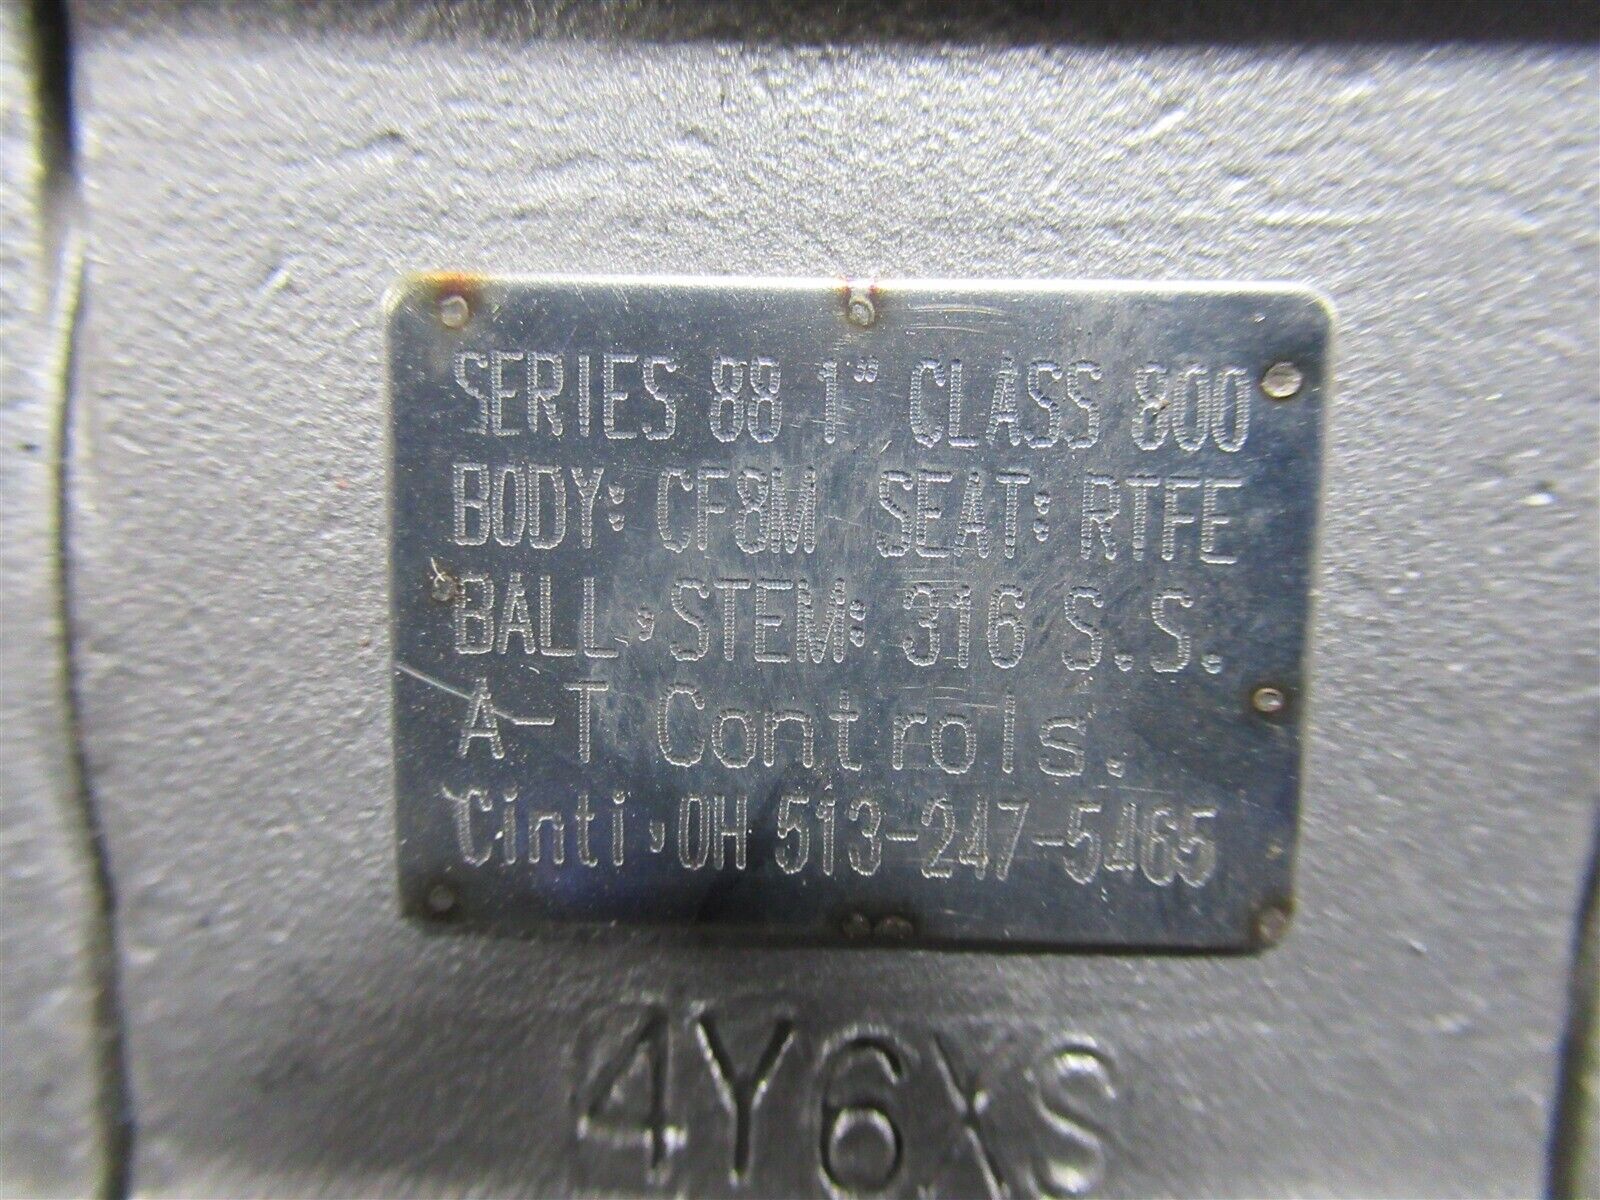 SERIES 88 1" CLASS 800
BODY: CF8M SEAT: RTFE
BALL, STEM: 316 S.S.
A-T Controls.
Cinti, OH 513-247-5465
4Y6XS